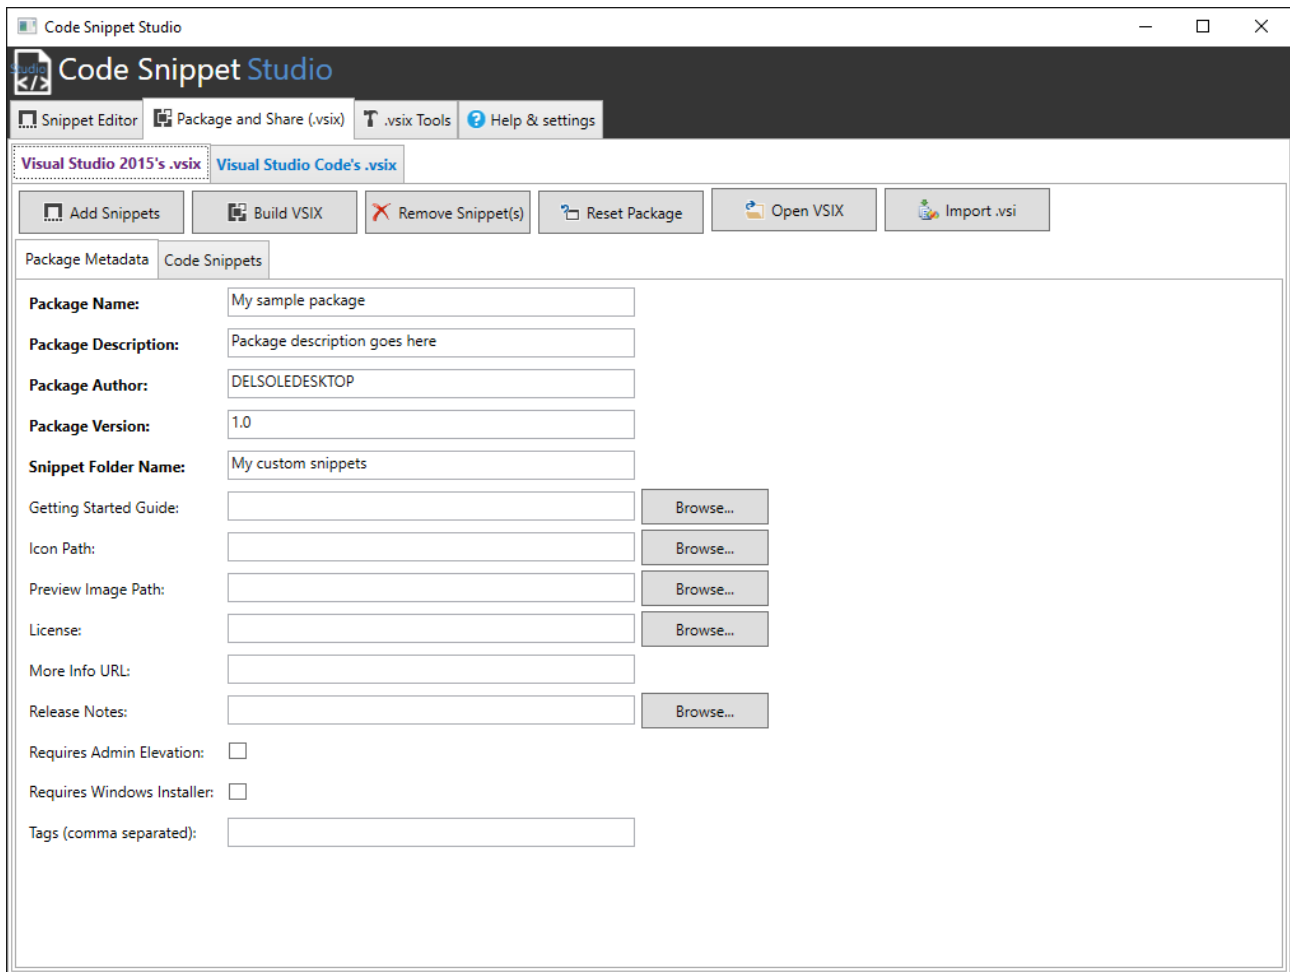 Code Snippet Studio
Studio </> Code Snippet Studio
Snippet Editor Package and Share (.vsix) .vsix Tools ? Help & settings
Visual Studio 2015's .vsix Visual Studio Code's .vsix
Add Snippets Build VSIX Remove Snippet(s) Reset Package Open VSIX Import .vsi
Package Metadata Code Snippets
Package Name: My sample package
Package Description: Package description goes here
Package Author: DELSOLEDESKTOP
Package Version: 1.0
Snippet Folder Name: My custom snippets
Getting Started Guide: Browse...
Icon Path: Browse...
Preview Image Path: Browse...
License: Browse...
More Info URL:
Release Notes: Browse...
Requires Admin Elevation:
Requires Windows Installer:
Tags (comma separated):